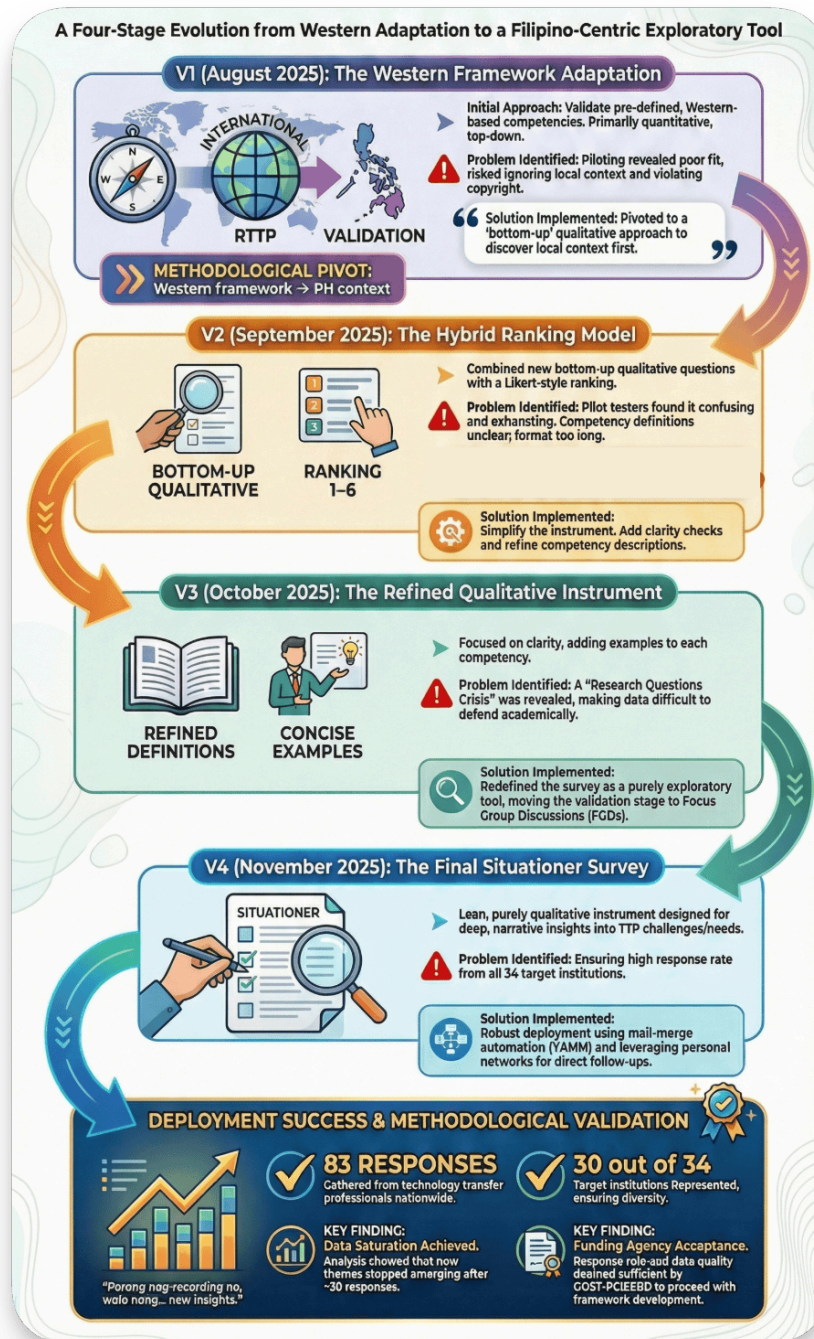 A Four-Stage Evolution from Western Adaptation to a Filipino-Centric Exploratory Tool
V1 (August 2025): The Western Framework Adaptation
N
W E
S
INTERNATIONAL
RTTP
VALIDATION
Initial Approach: Validate pre-defined, Western-
based competencies. Primarlly quantitative,
top-down.
Problem Identified: Piloting revealed poor fit,
risked ignoring local context and violating
copyright.
“ Solution Implemented: Pivoted to a
‘bottom-up’ qualitative approach to
discover local context first. ”
METHODOLOGICAL PIVOT:
Westem framework → PH context
V2 (September 2025): The Hybrid Ranking Model
1
2
3
BOTTOM-UP
QUALITATIVE
RANKING
1–6
Combined new bottom-up qualitative questions
with a Likert-style ranking.
Problem Identified: Pilot testers found it confusing
and exhansting. Competency definitions
unclear; format too long.
Solution Implemented:
Simplify the instrument. Add clarity checks
and refine competency descriptions.
V3 (October 2025): The Refined Qualitative Instrument
REFINED
DEFINITIONS
CONCISE
EXAMPLES
Focused on clarity, adding examples to each
competency.
Problem Identified: A “Research Questions
Crisis” was revealed, making data difficult to
defend academically.
Solution Implemented:
Redefined the survey as a purely exploratory
tool, moving the validation stage to Focus
Group Discussions (FGDs).
V4 (November 2025): The Final Situationer Survey
SITUATIONER
Lean, purely qualitative instrument designed for
deep, narrative insights into TTP challenges/needs.
Problem Identified: Ensuring high response rate
from all 34 target institutions.
Solution Implemented:
Robust deployment using mail-merge
automation (YAMM) and leveraging personal
networks for direct follow-ups.
DEPLOYMENT SUCCESS & METHODOLOGICAL VALIDATION
83 RESPONSES
Gathered from technology transfer
professionals nationwide.
30 out of 34
Target institutions Represented,
ensuring diversity.
KEY FINDING:
Data Saturation Achieved.
Analysis showed that now
themes stopped amerging after
~30 responses.
KEY FINDING:
Funding Agency Acceptance.
Response role-aud data quality
deained sufficient by
GOST-PCIEEBD to proceed with
framework development.
“Porang nag-recording no,
walo nang... new insights.”